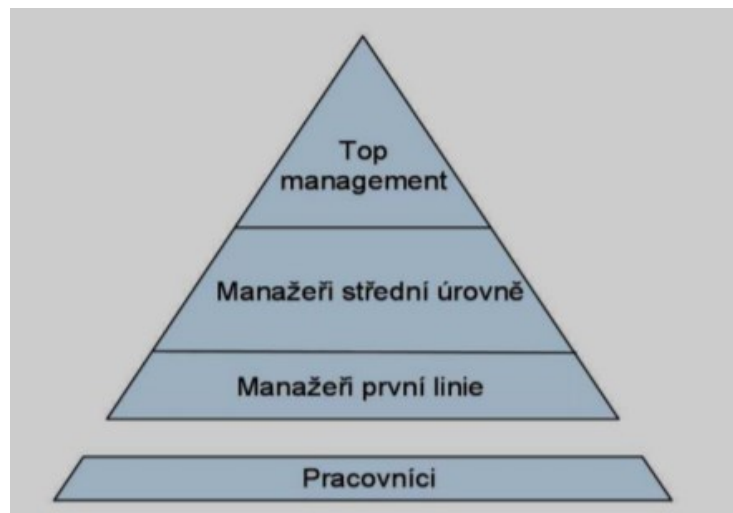 Top
management
Manažeři střední úrovně
Manažeři první linie
Pracovníci